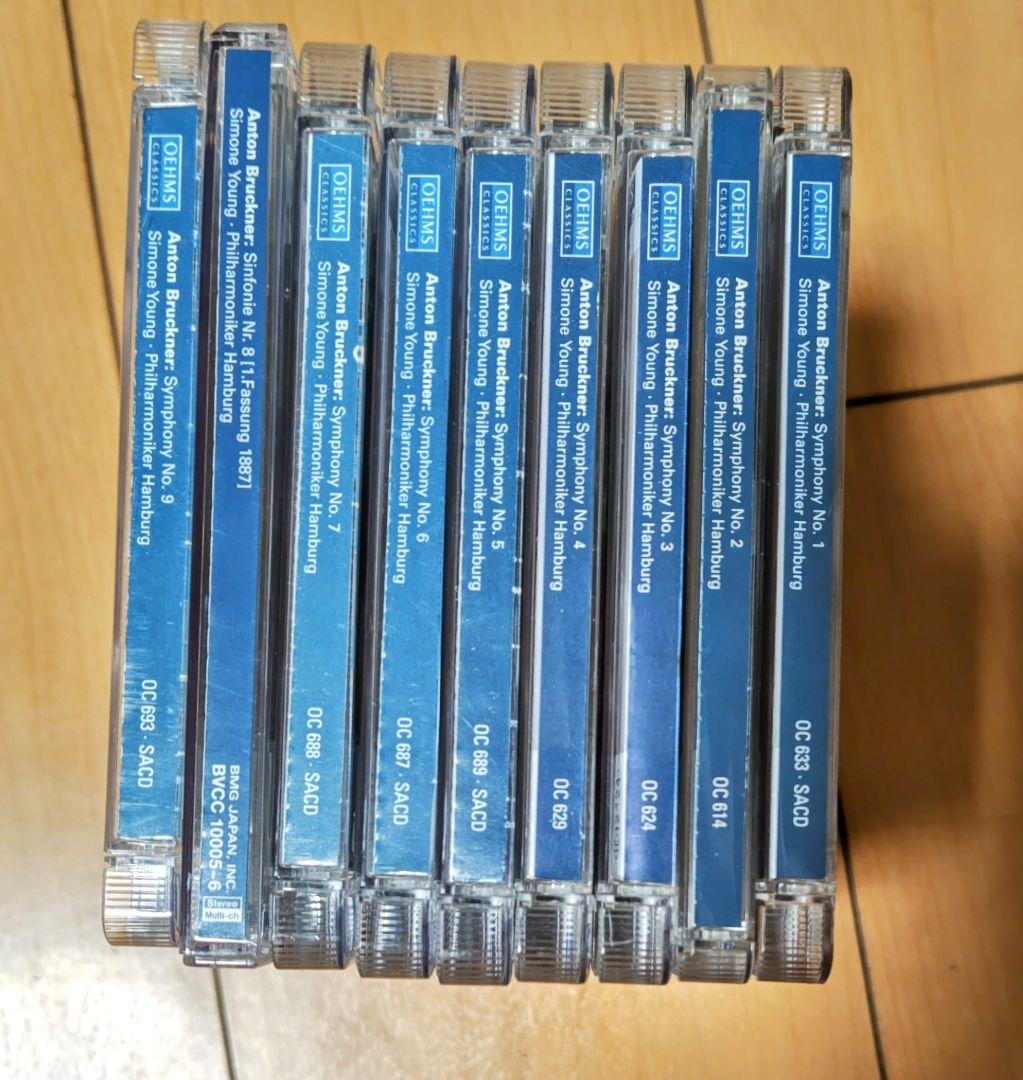 OEHMS
CLASSICS
Anton Bruckner: Symphony No. 9
Simone Young · Philharmoniker Hamburg
OC 693 · SACD
Anton Bruckner: Sinfonie Nr. 8 [1.Fassung 1887]
Simone Young · Philharmoniker Hamburg
BMG JAPAN, INC.
BVCC 10005~6
Stereo
Multi-ch
OEHMS
CLASSICS
Anton Bruckner: Symphony No. 7
Simone Young · Philharmoniker Hamburg
OC 688 · SACD
OEHMS
CLASSICS
Anton Bruckner: Symphony No. 6
Simone Young · Philharmoniker Hamburg
OC 687 · SACD
OEHMS
CLASSICS
Anton Bruckner: Symphony No. 5
Simone Young · Philharmoniker Hamburg
OC 689 · SACD
OEHMS
CLASSICS
Anton Bruckner: Symphony No. 4
Simone Young · Philharmoniker Hamburg
OC 629
OEHMS
CLASSICS
Anton Bruckner: Symphony No. 3
Simone Young · Philharmoniker Hamburg
OC 624
OEHMS
CLASSICS
Anton Bruckner: Symphony No. 2
Simone Young · Philharmoniker Hamburg
OC 614
OEHMS
CLASSICS
Anton Bruckner: Symphony No. 1
Simone Young · Philharmoniker Hamburg
OC 633 · SACD